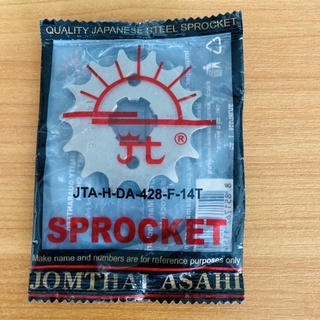 QUALITY JAPANESE STEEL SPROCKET
Jt ®
JTA-H-DA-428-F-14T
SPROCKET
Make name and numbers are for reference purposes only
JOMTHAI ASAHI